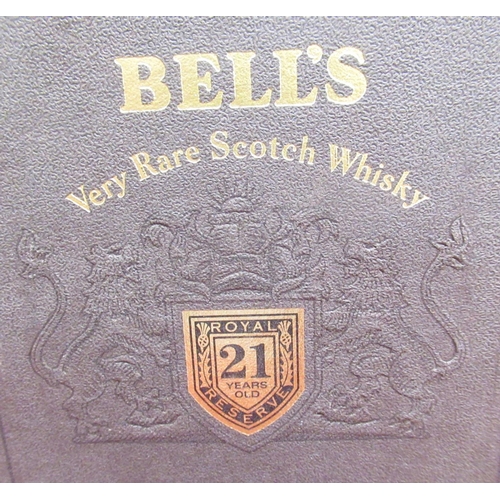 BELL'S
Very Rare Scotch Whisky
ROYAL
21
YEARS
OLD
RESERVE